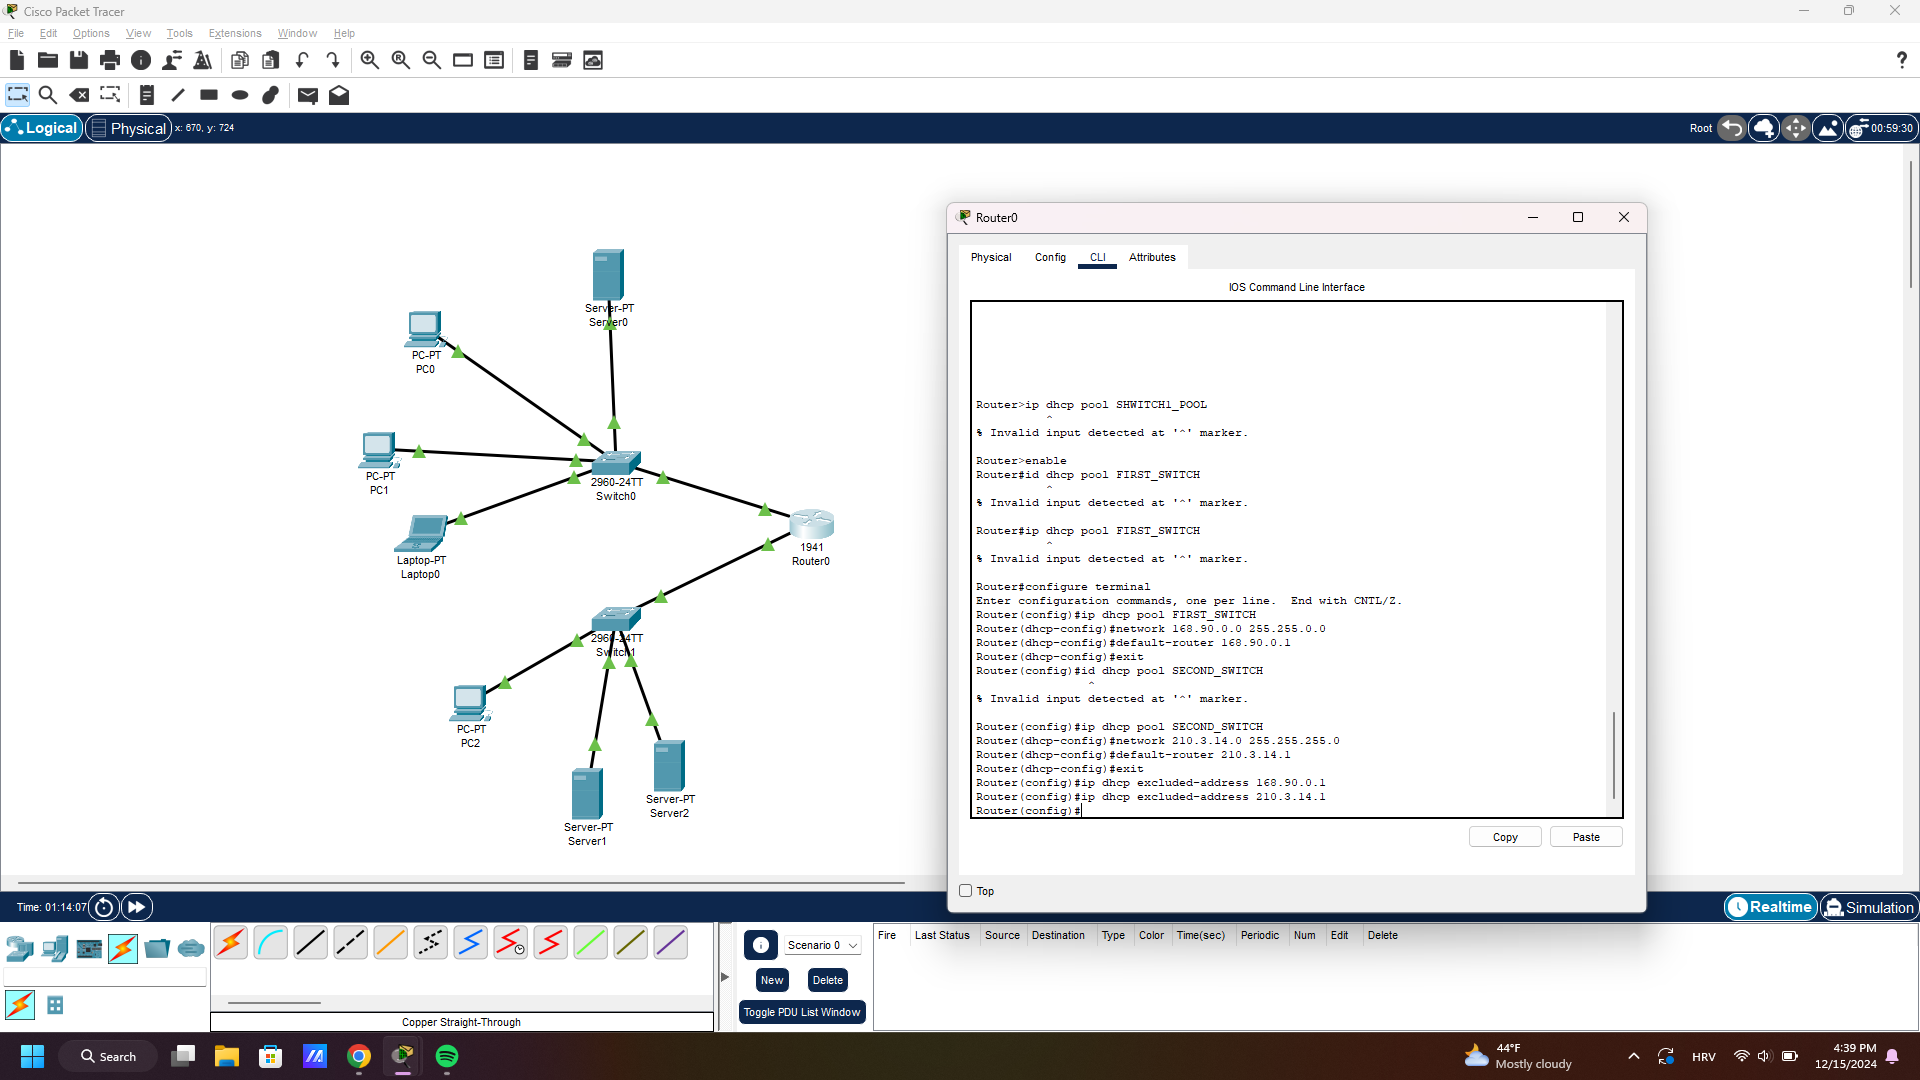 Cisco Packet Tracer
File Edit Options View Tools Extensions Window Help
Logical Physical x: 670, y: 724
Root 00:59:30
Server-PT
Server0
PC-PT
PC0
PC-PT
PC1
2960-24TT
Switch0
Laptop-PT
Laptop0
1941
Router0
2960-24TT
Switch1
PC-PT
PC2
Server-PT
Server2
Server-PT
Server1
Router0
Physical Config CLI Attributes
IOS Command Line Interface
Router>ip dhcp pool SHWITCH1_POOL
^
% Invalid input detected at '^' marker.
Router>enable
Router#id dhcp pool FIRST_SWITCH
^
% Invalid input detected at '^' marker.
Router#ip dhcp pool FIRST_SWITCH
^
% Invalid input detected at '^' marker.
Router#configure terminal
Enter configuration commands, one per line.  End with CNTL/Z.
Router(config)#ip dhcp pool FIRST_SWITCH
Router(dhcp-config)#network 168.90.0.0 255.255.0.0
Router(dhcp-config)#default-router 168.90.0.1
Router(dhcp-config)#exit
Router(config)#id dhcp pool SECOND_SWITCH
^
% Invalid input detected at '^' marker.
Router(config)#ip dhcp pool SECOND_SWITCH
Router(dhcp-config)#network 210.3.14.0 255.255.255.0
Router(dhcp-config)#default-router 210.3.14.1
Router(dhcp-config)#exit
Router(config)#ip dhcp excluded-address 168.90.0.1
Router(config)#ip dhcp excluded-address 210.3.14.1
Router(config)#
Copy Paste
Top
Time: 01:14:07
Realtime Simulation
Scenario 0
New Delete
Toggle PDU List Window
Fire Last Status Source Destination Type Color Time(sec) Periodic Num Edit Delete
Copper Straight-Through
Search
44°F
Mostly cloudy
HRV
4:39 PM
12/15/2024